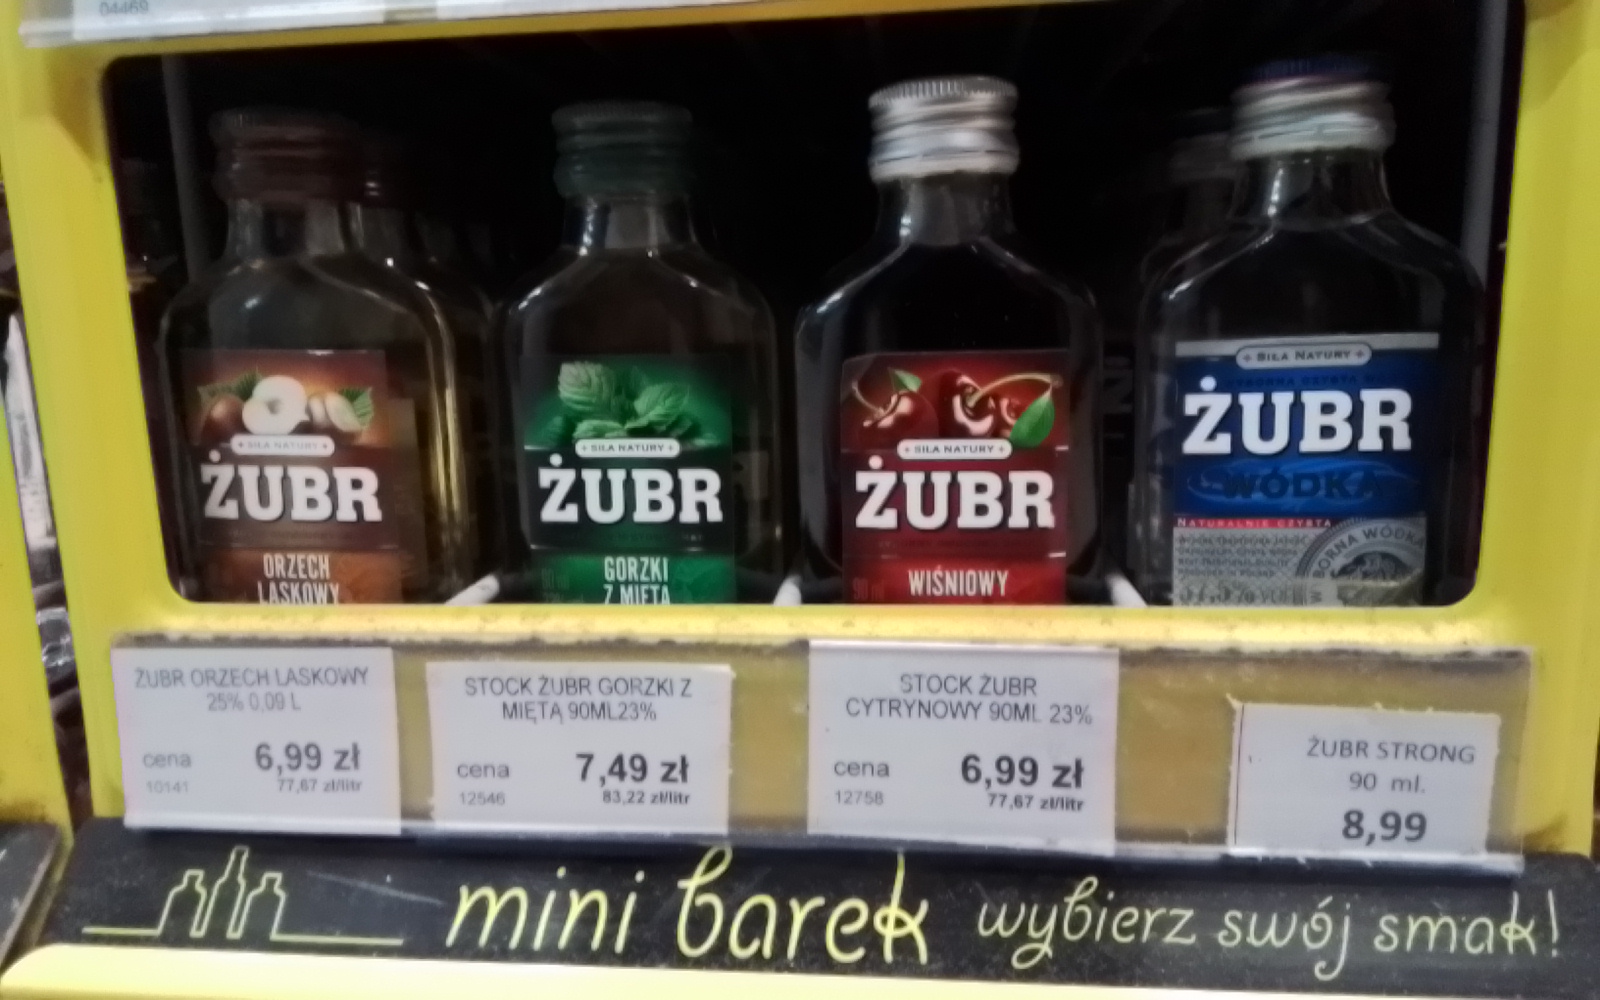 04469
SIŁA NATURY
ŻUBR
ORZECH
LASKOWY
SIŁA NATURY
ŻUBR
GORZKI
Z MIĘTĄ
SIŁA NATURY
ŻUBR
WIŚNIOWY
SIŁA NATURY
ŻUBR
WÓDKA
NATURALNIE CZYSTA
BORNA WÓDKA
ŻUBR ORZECH LASKOWY
25% 0,09 L
cena 6,99 zł
10141 77,67 zł/litr
STOCK ŻUBR GORZKI Z
MIĘTĄ 90ML23%
cena 7,49 zł
12546 83,22 zł/litr
STOCK ŻUBR
CYTRYNOWY 90ML 23%
cena 6,99 zł
12758 77,67 zł/litr
ŻUBR STRONG
90 ml.
8,99
mini barek wybierz swój smak!